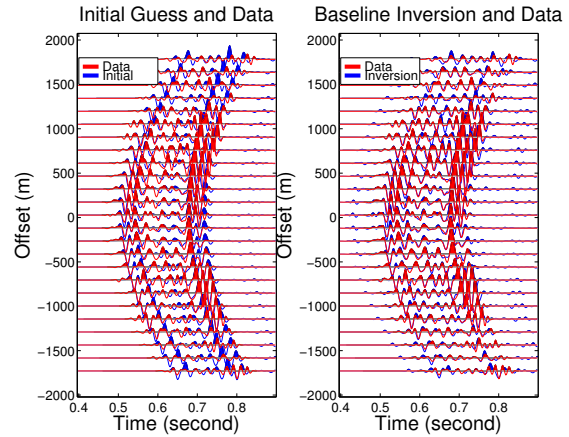 Initial Guess and Data
Baseline Inversion and Data
2000
1500
1000
500
0
−500
−1000
−1500
−2000
Offset (m)
Data
Initial
0.4 0.5 0.6 0.7 0.8
Time (second)
2000
1500
1000
500
0
−500
−1000
−1500
−2000
Offset (m)
Data
Inversion
0.4 0.5 0.6 0.7 0.8
Time (second)